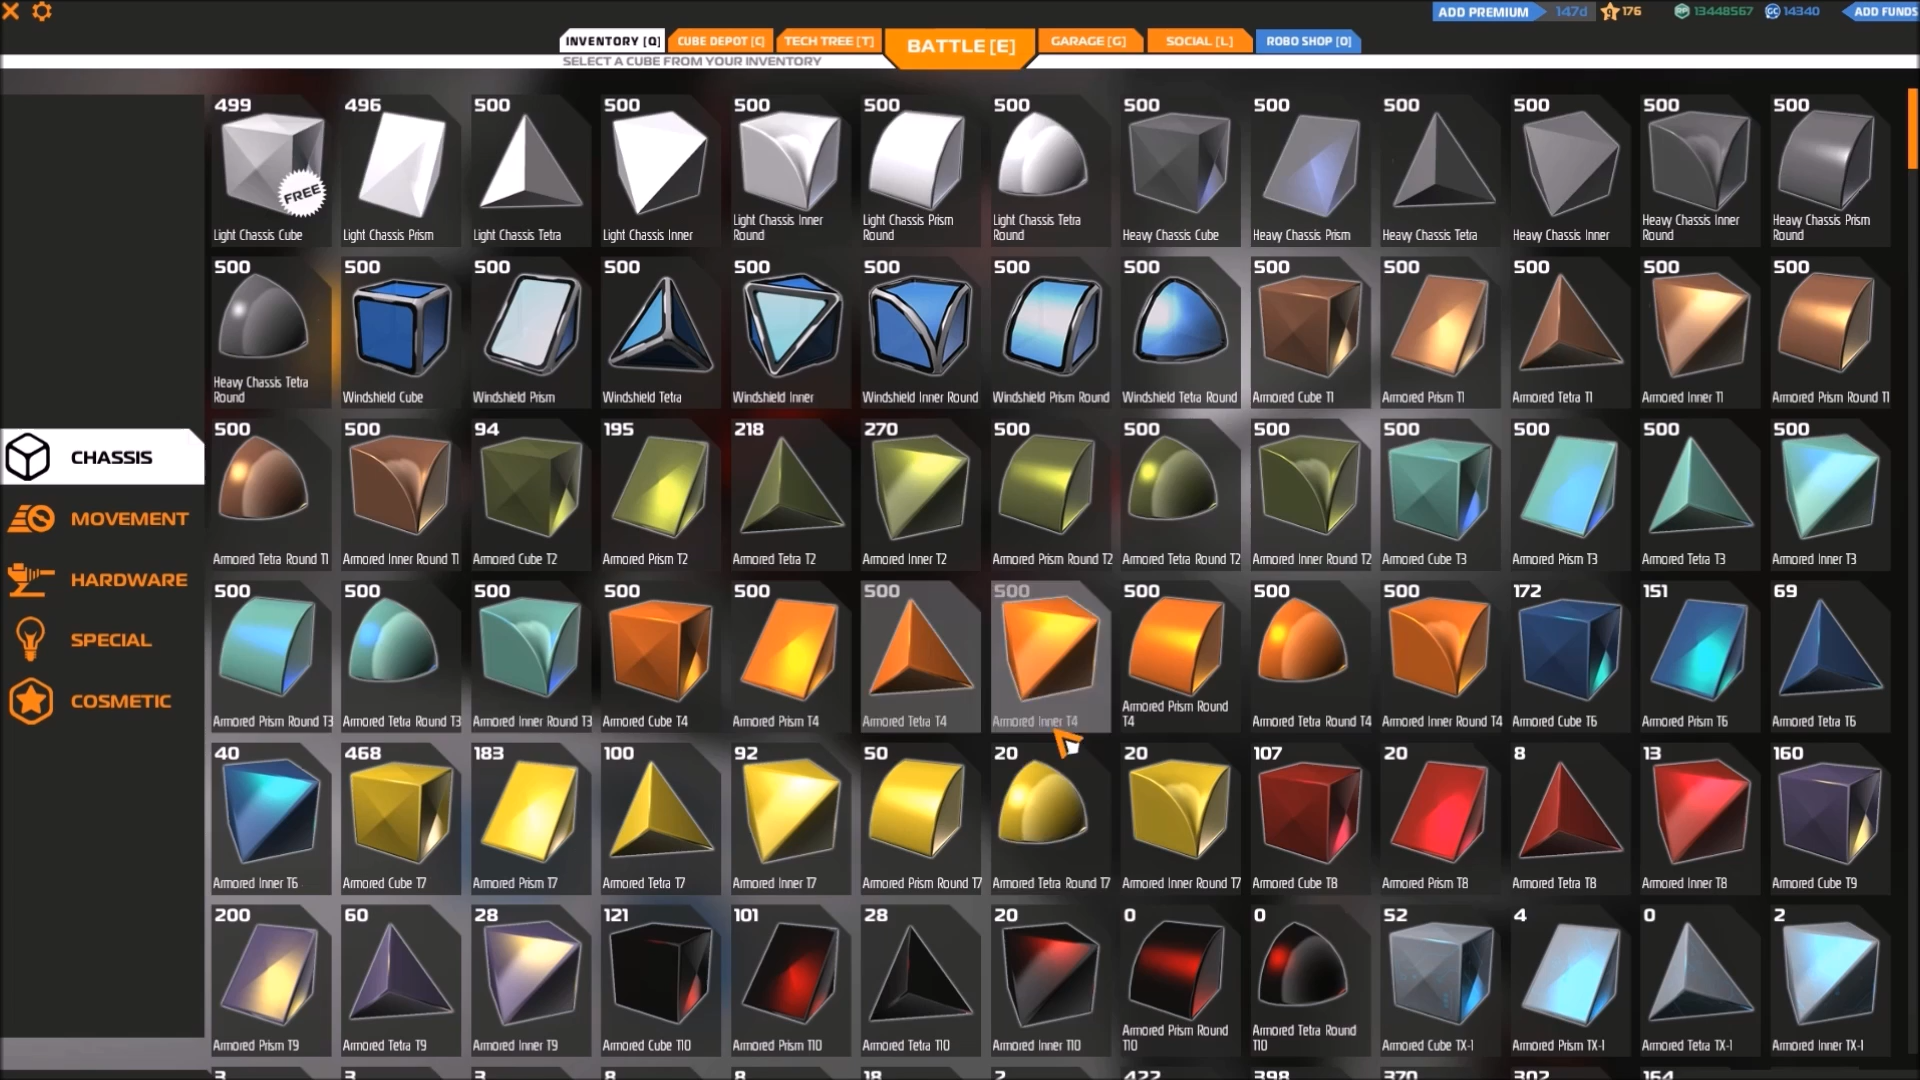 ADD PREMIUM 147d 176 13448567 14340 ADD FUNDS
INVENTORY [Q] CUBE DEPOT [C] TECH TREE [T] BATTLE [E] GARAGE [G] SOCIAL [L] ROBO SHOP [O]
SELECT A CUBE FROM YOUR INVENTORY
499 496 500 500 500 500 500 500 500 500 500 500 500
FREE
Light Chassis Cube
Light Chassis Prism
Light Chassis Tetra
Light Chassis Inner
Light Chassis Inner
Round
Light Chassis Prism
Round
Light Chassis Tetra
Round
Heavy Chassis Cube
Heavy Chassis Prism
Heavy Chassis Tetra
Heavy Chassis Inner
Heavy Chassis Inner
Round
Heavy Chassis Prism
Round
500 500 500 500 500 500 500 500 500 500 500 500 500
Heavy Chassis Tetra
Round
Windshield Cube
Windshield Prism
Windshield Tetra
Windshield Inner
Windshield Inner Round
Windshield Prism Round
Windshield Tetra Round
Armored Cube T1
Armored Prism T1
Armored Tetra T1
Armored Inner T1
Armored Prism Round T1
500 500 94 195 218 270 500 500 500 500 500 500 500
Armored Tetra Round T1
Armored Inner Round T1
Armored Cube T2
Armored Prism T2
Armored Tetra T2
Armored Inner T2
Armored Prism Round T2
Armored Tetra Round T2
Armored Inner Round T2
Armored Cube T3
Armored Prism T3
Armored Tetra T3
Armored Inner T3
CHASSIS
MOVEMENT
HARDWARE
SPECIAL
COSMETIC
500 500 500 500 500 500 500 500 500 500 172 151 69
Armored Prism Round T3
Armored Tetra Round T3
Armored Inner Round T3
Armored Cube T4
Armored Prism T4
Armored Tetra T4
Armored Inner T4
Armored Prism Round
T4
Armored Tetra Round T4
Armored Inner Round T4
Armored Cube T6
Armored Prism T6
Armored Tetra T6
40 468 183 100 92 50 20 20 107 20 8 13 160
Armored Inner T6
Armored Cube T7
Armored Prism T7
Armored Tetra T7
Armored Inner T7
Armored Prism Round T7
Armored Tetra Round T7
Armored Inner Round T7
Armored Cube T8
Armored Prism T8
Armored Tetra T8
Armored Inner T8
Armored Cube T9
200 60 28 121 101 28 20 0 0 52 4 0 2
Armored Prism T9
Armored Tetra T9
Armored Inner T9
Armored Cube T10
Armored Prism T10
Armored Tetra T10
Armored Inner T10
Armored Prism Round
T10
Armored Tetra Round
T10
Armored Cube TX-1
Armored Prism TX-1
Armored Tetra TX-1
Armored Inner TX-1